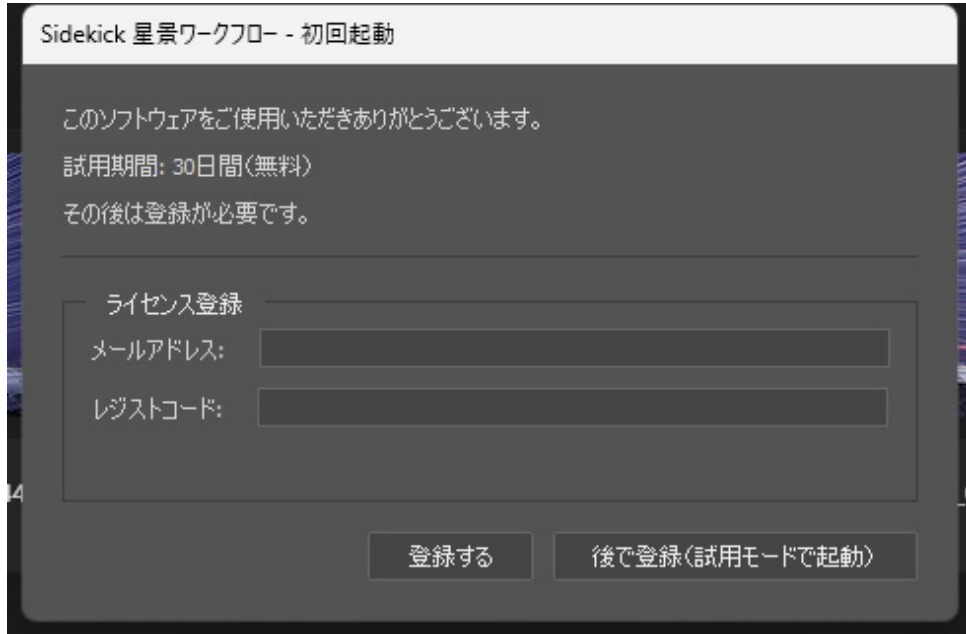 Sidekick 星景ワークフロー - 初回起動
このソフトウェアをご使用いただきありがとうございます。
試用期間: 30日間(無料)
その後は登録が必要です。
ライセンス登録
メールアドレス:
レジストコード:
44
登録する
後で登録(試用モードで起動)